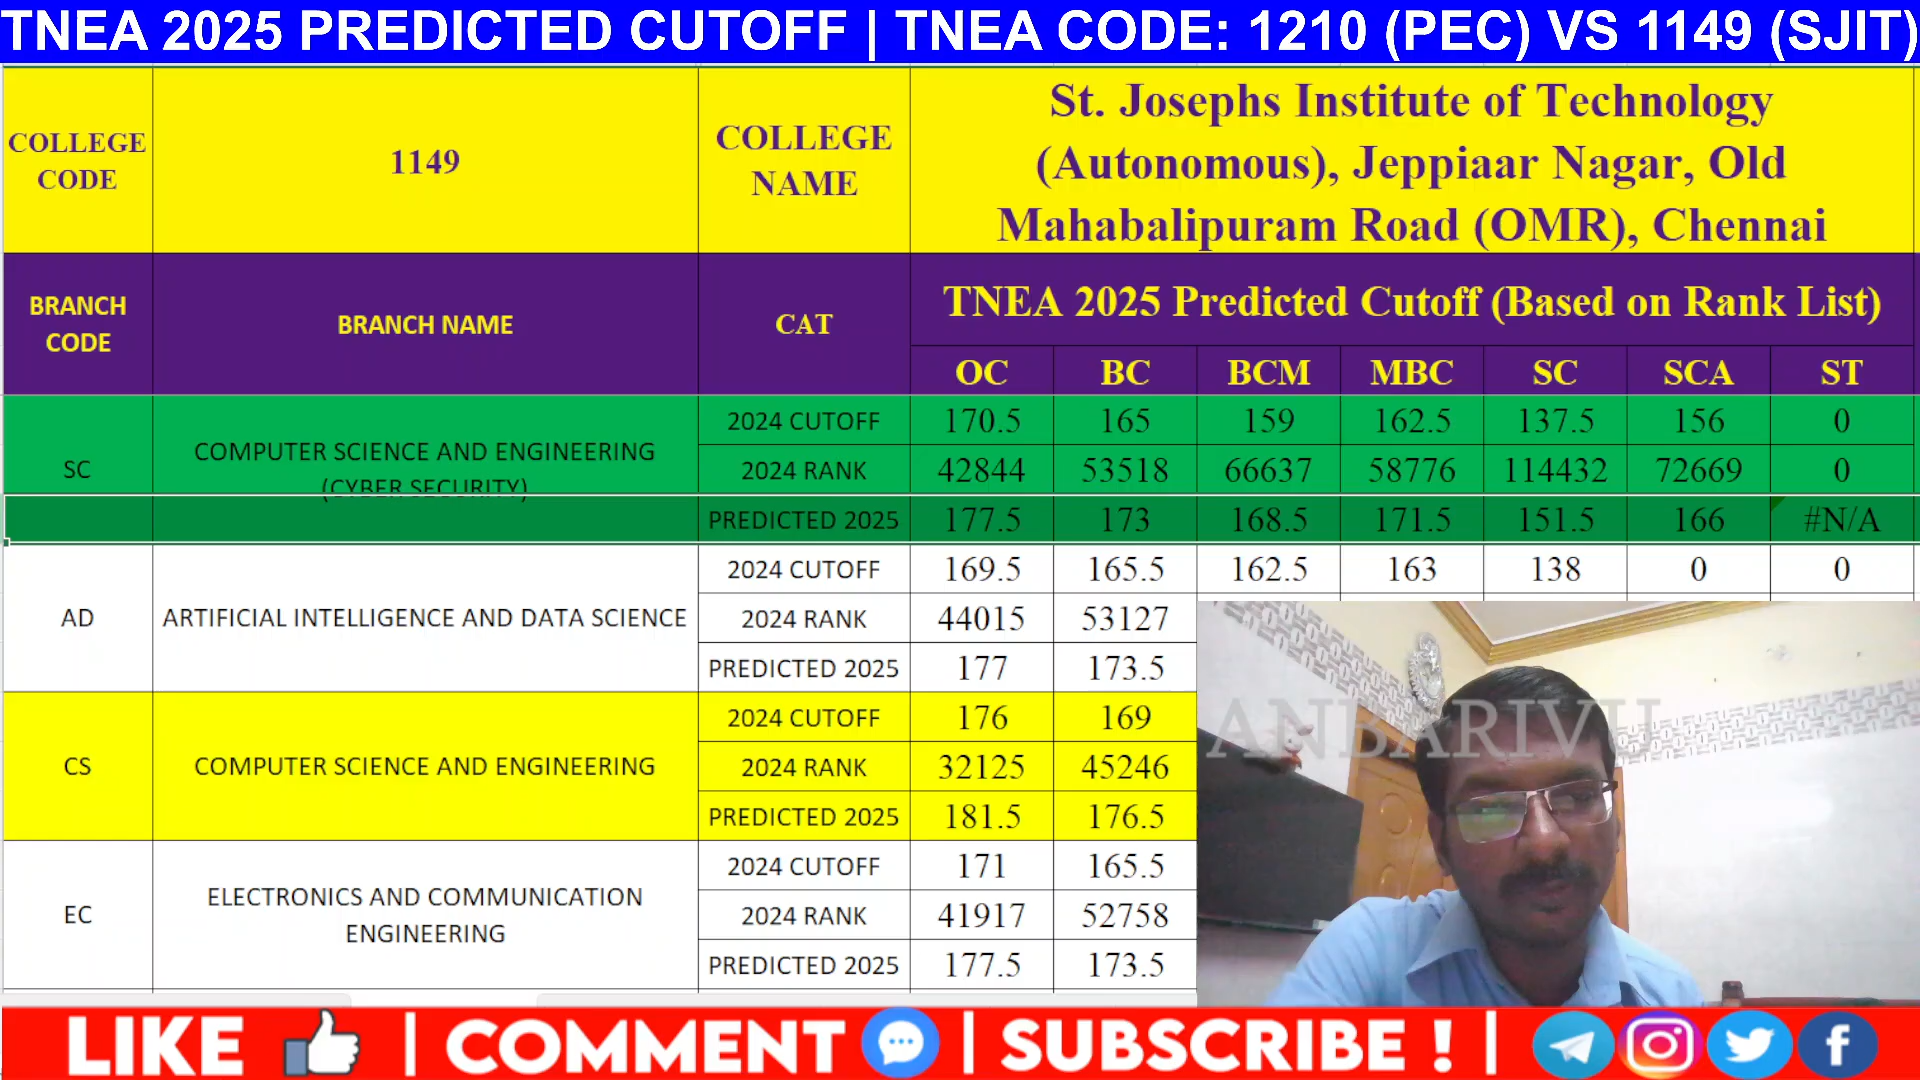 TNEA 2025 PREDICTED CUTOFF | TNEA CODE: 1210 (PEC) VS 1149 (SJIT)
COLLEGE CODE
1149
COLLEGE NAME
St. Josephs Institute of Technology
(Autonomous), Jeppiaar Nagar, Old
Mahabalipuram Road (OMR), Chennai
BRANCH CODE
BRANCH NAME
CAT
TNEA 2025 Predicted Cutoff (Based on Rank List)
OC BC BCM MBC SC SCA ST
SC
COMPUTER SCIENCE AND ENGINEERING
(CYBER SECURITY)
2024 CUTOFF 170.5 165 159 162.5 137.5 156 0
2024 RANK 42844 53518 66637 58776 114432 72669 0
PREDICTED 2025 177.5 173 168.5 171.5 151.5 166 #N/A
AD
ARTIFICIAL INTELLIGENCE AND DATA SCIENCE
2024 CUTOFF 169.5 165.5 162.5 163 138 0 0
2024 RANK 44015 53127
PREDICTED 2025 177 173.5
CS
COMPUTER SCIENCE AND ENGINEERING
2024 CUTOFF 176 169
2024 RANK 32125 45246
PREDICTED 2025 181.5 176.5
EC
ELECTRONICS AND COMMUNICATION
ENGINEERING
2024 CUTOFF 171 165.5
2024 RANK 41917 52758
PREDICTED 2025 177.5 173.5
ANBARIVU
LIKE | COMMENT | SUBSCRIBE ! |